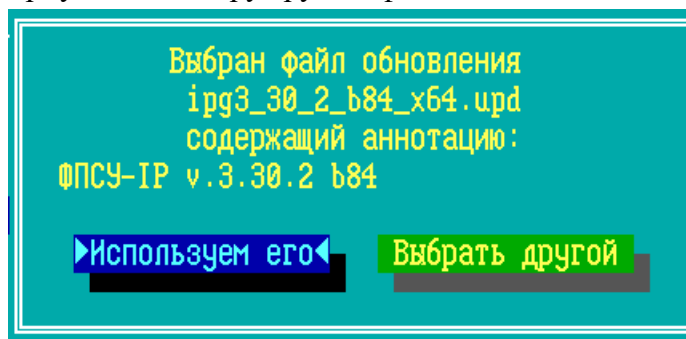 Выбран файл обновления
ipg3_30_2_b84_x64.upd
содержащий аннотацию:
ФПСУ-IP v.3.30.2 b84
Используем его
Выбрать другой